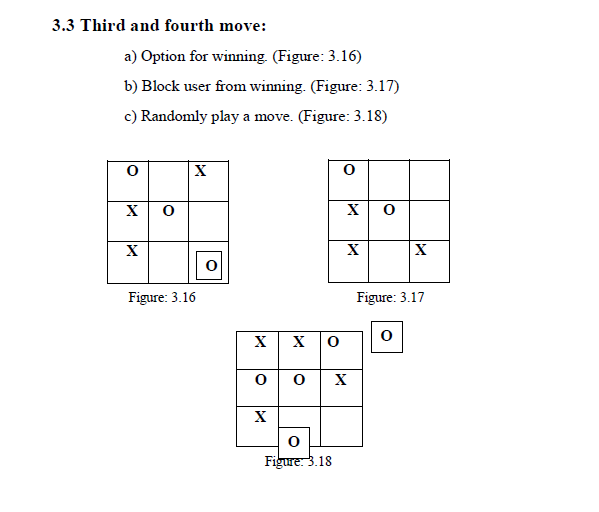 3.3 Third and fourth move:
a) Option for winning. (Figure: 3.16)
b) Block user from winning. (Figure: 3.17)
c) Randomly play a move. (Figure: 3.18)
O X
X O
X
O
Figure: 3.16
O
X O
X X
Figure: 3.17
O
X X O
O O X
X
O
Figure: 3.18